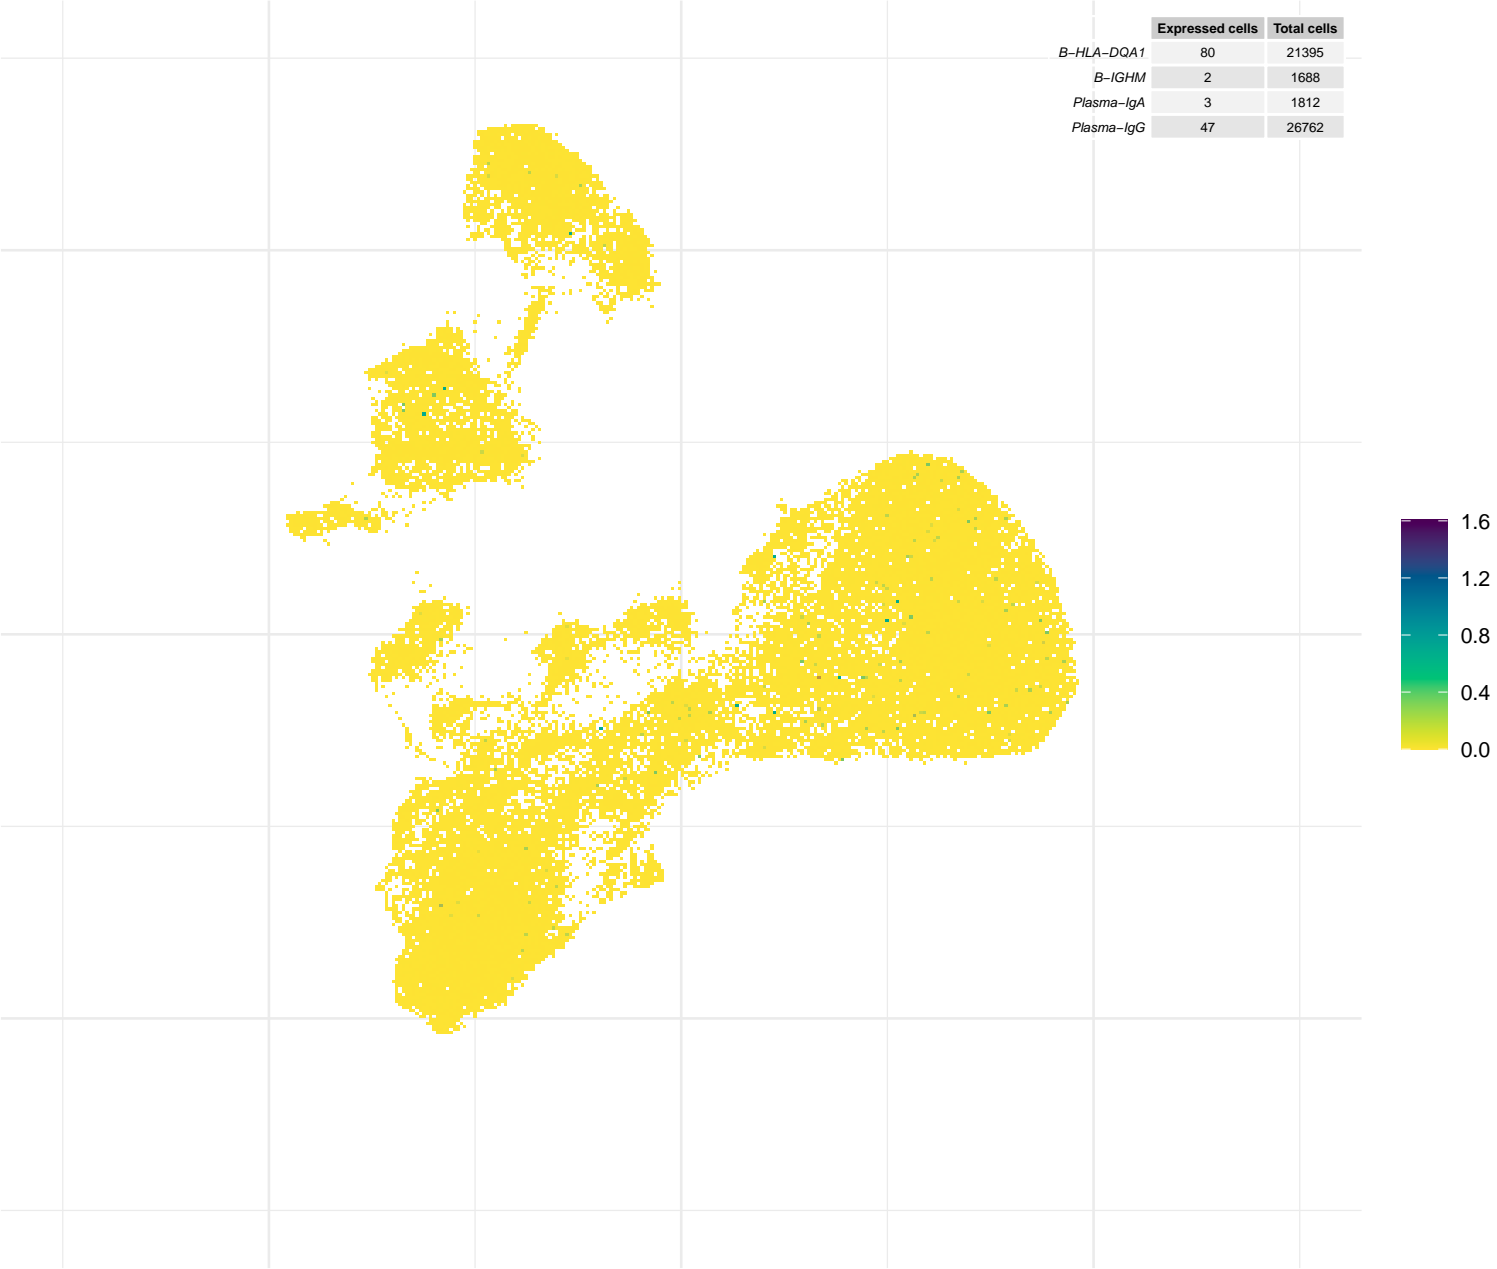 Expressed cells Total cells
B−HLA−DQA1 80 21395
B−IGHM 2 1688
Plasma−IgA 3 1812
Plasma−IgG 47 26762
1.6
1.2
0.8
0.4
0.0